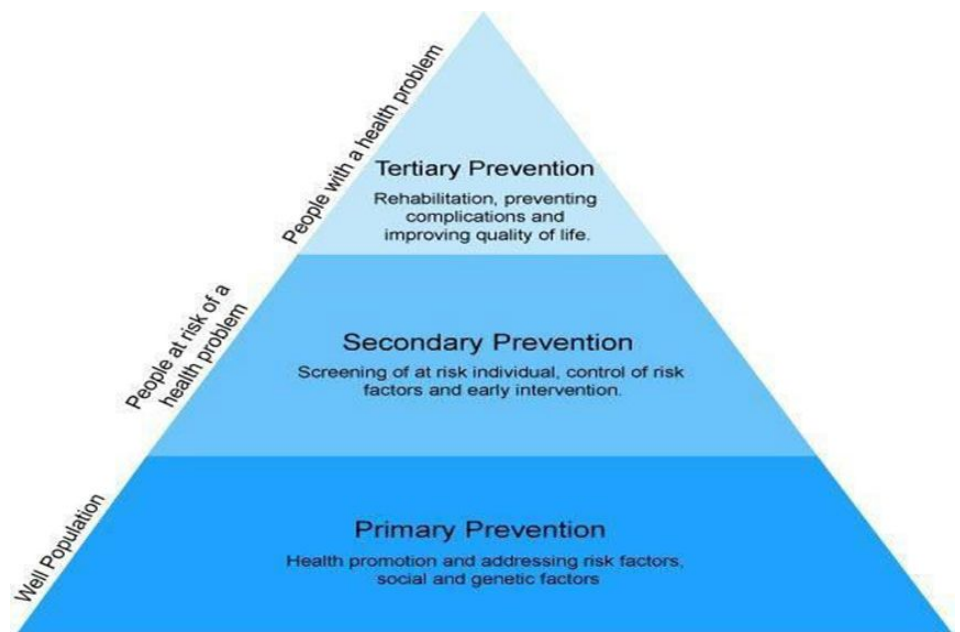 People with a health problem
Tertiary Prevention
Rehabilitation, preventing
complications and
improving quality of life.
People at risk of a
health problem
Secondary Prevention
Screening of at risk individual, control of risk
factors and early intervention.
Well Population
Primary Prevention
Health promotion and addressing risk factors,
social and genetic factors